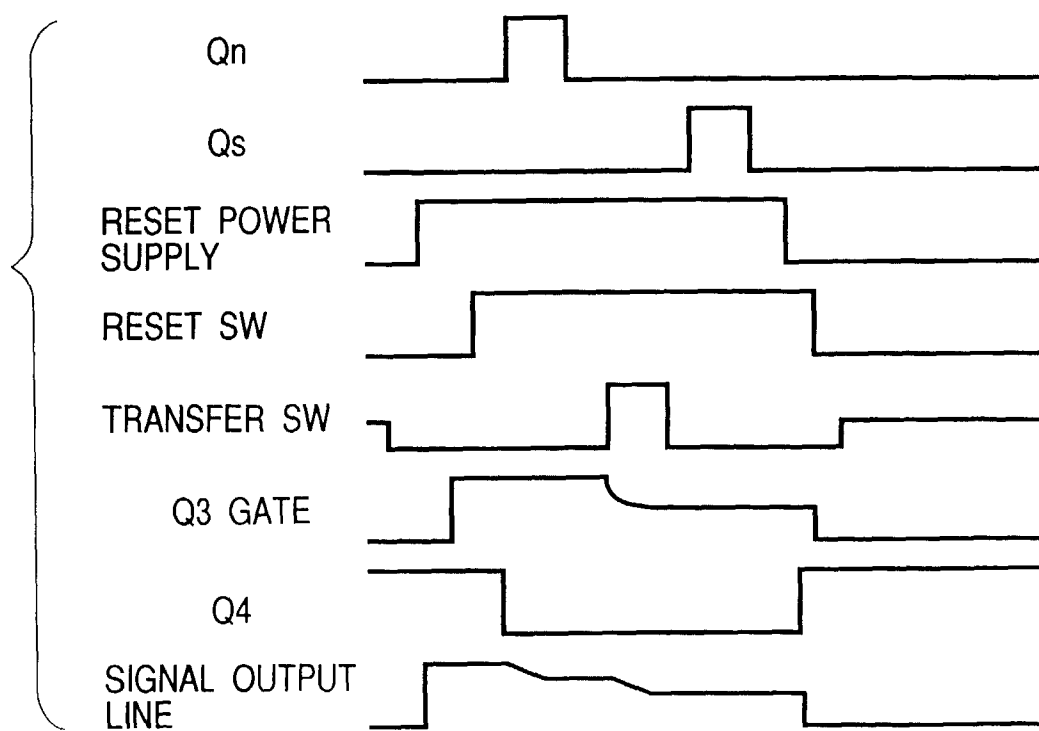 Qn
Qs
RESET POWER
SUPPLY
RESET SW
TRANSFER SW
Q3 GATE
Q4
SIGNAL OUTPUT
LINE